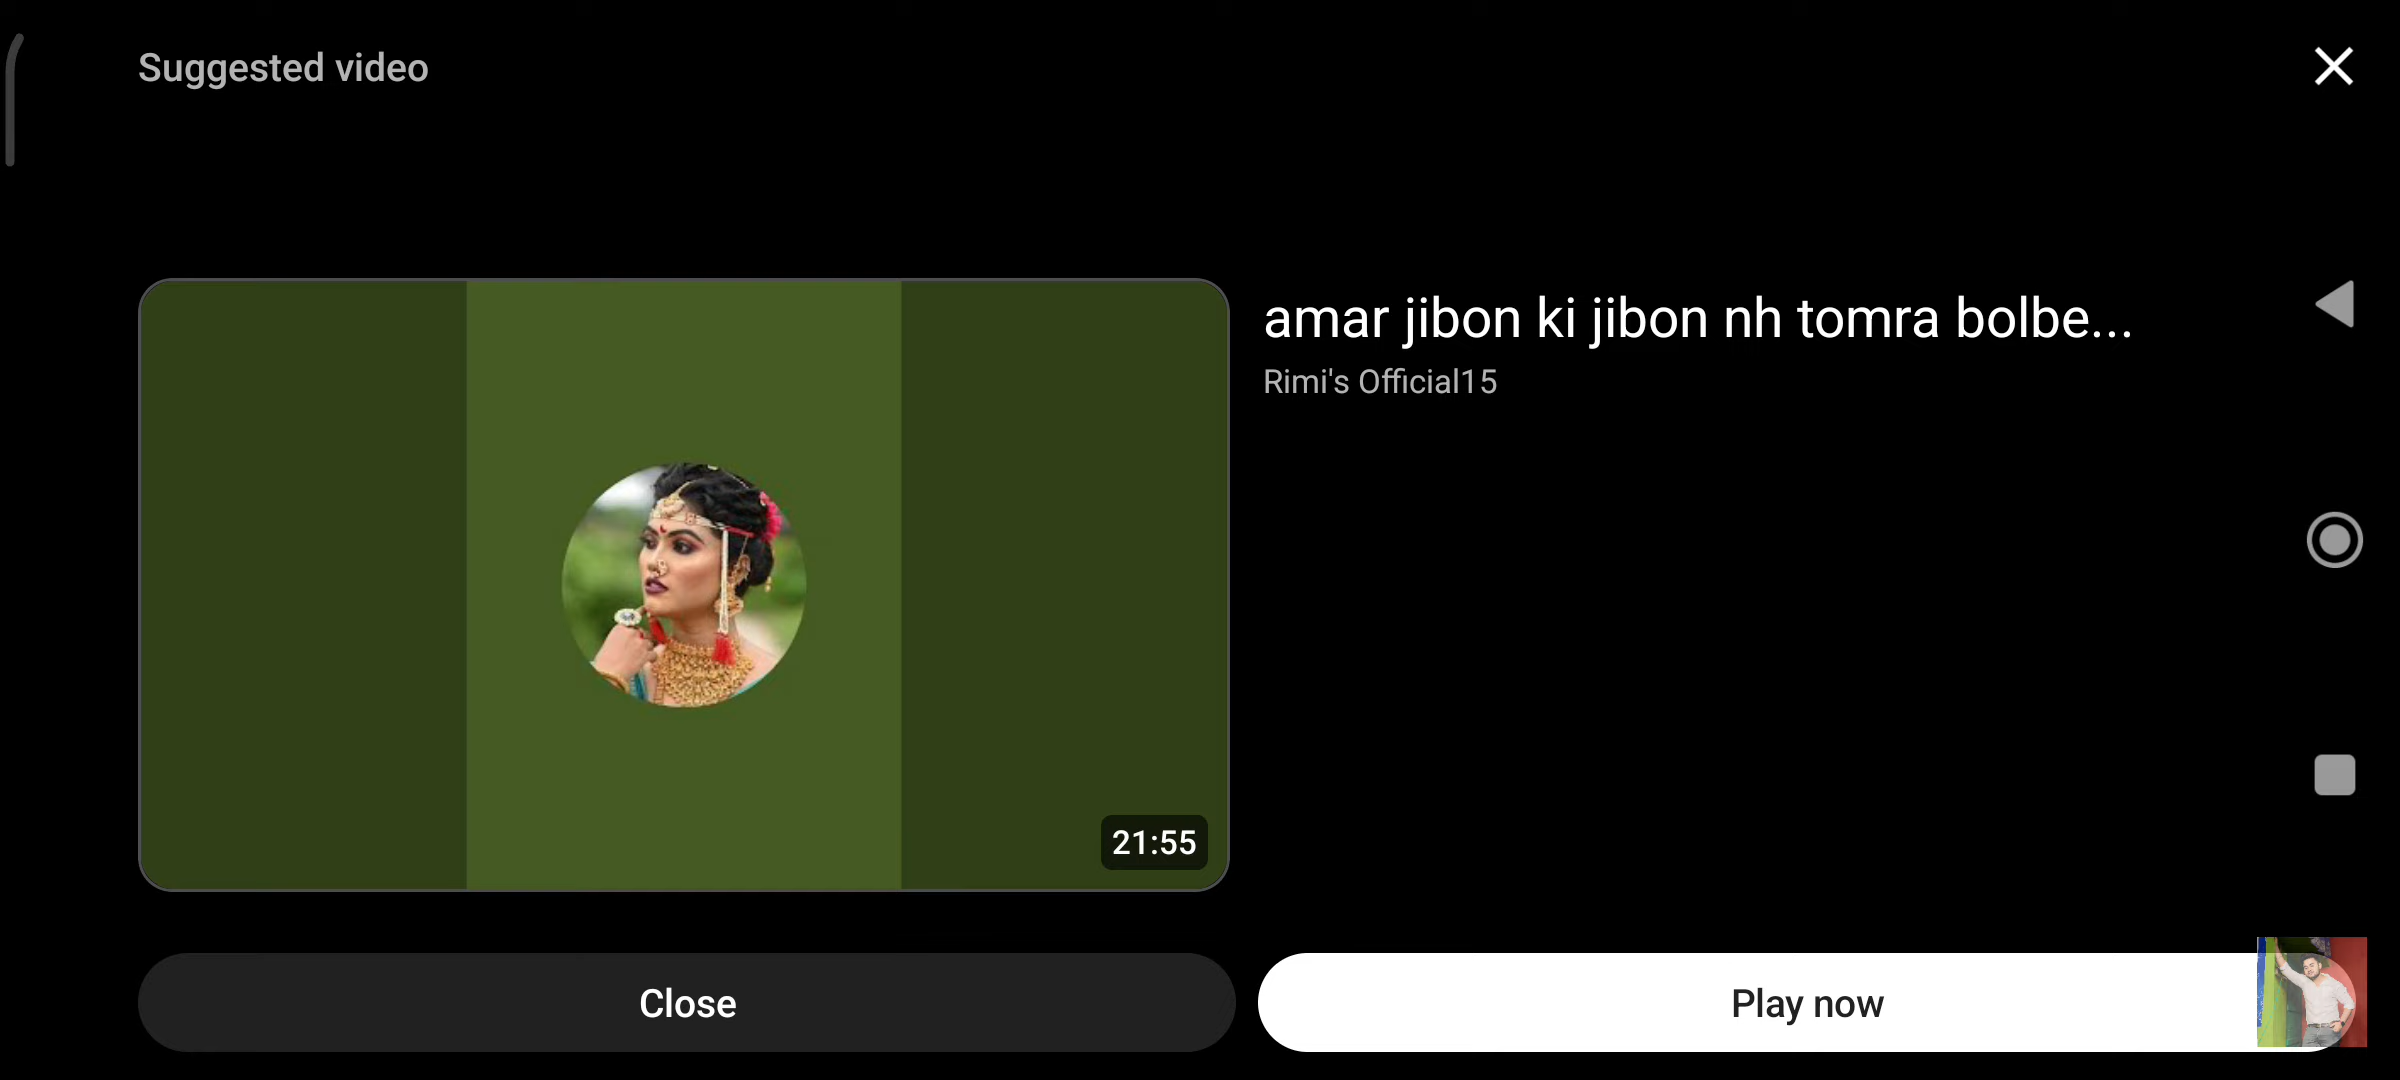 Suggested video
amar jibon ki jibon nh tomra bolbe...
Rimi's Official15
21:55
Close
Play now